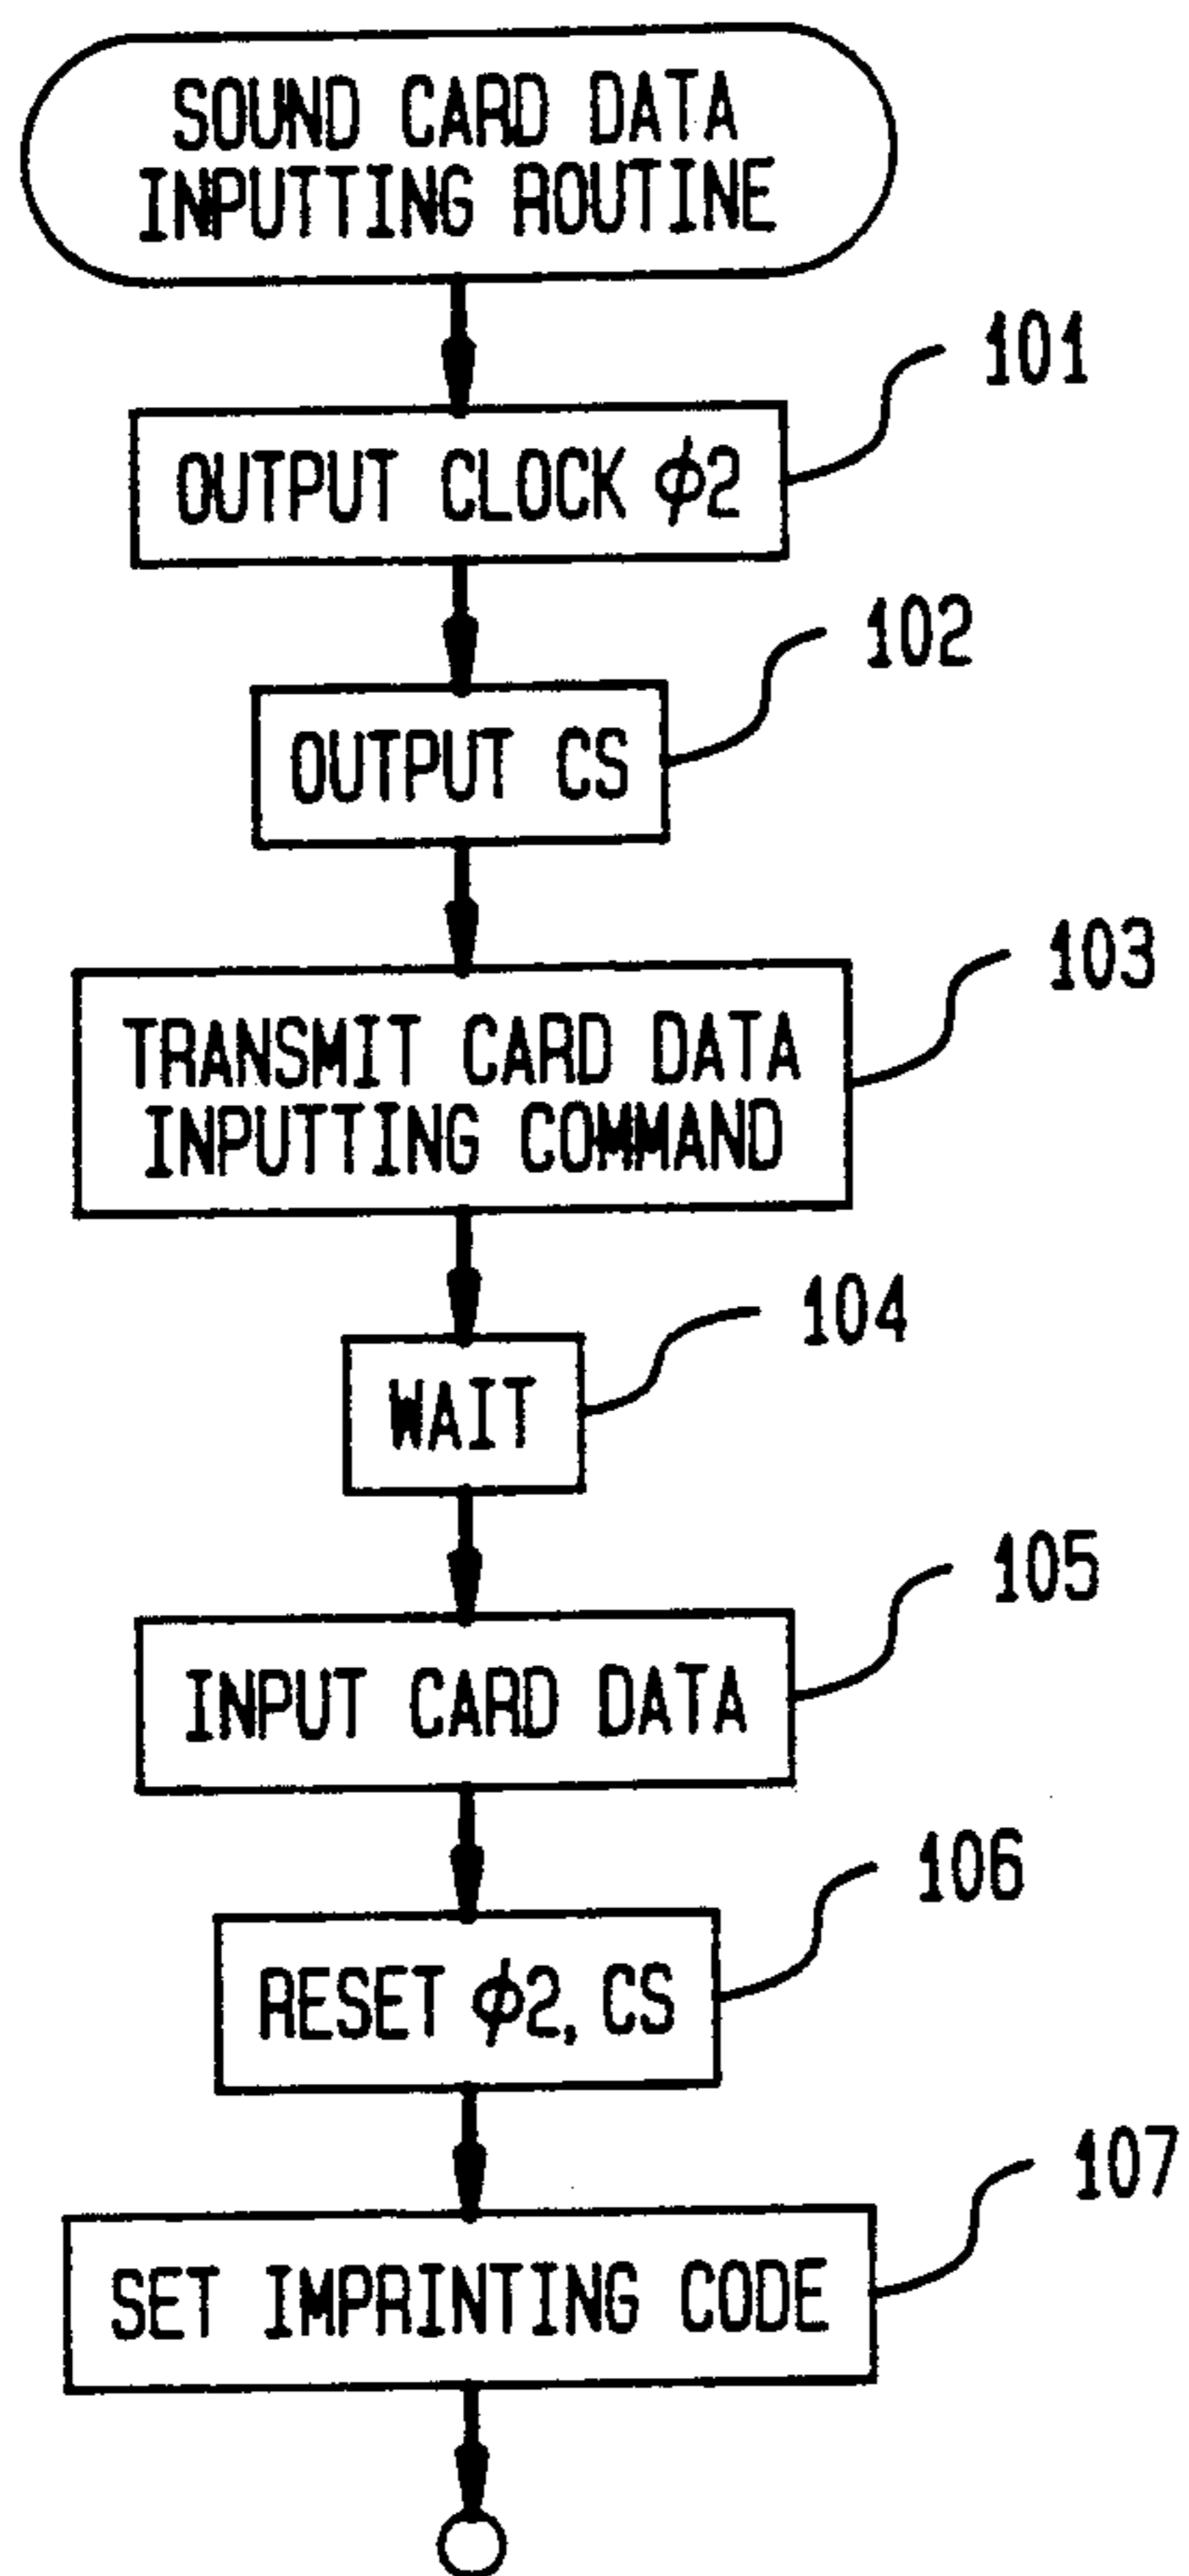 SOUND CARD DATA
INPUTTING ROUTINE
101
OUTPUT CLOCK ϕ2
102
OUTPUT CS
103
TRANSMIT CARD DATA
INPUTTING COMMAND
104
WAIT
105
INPUT CARD DATA
106
RESET ϕ2, CS
107
SET IMPRINTING CODE